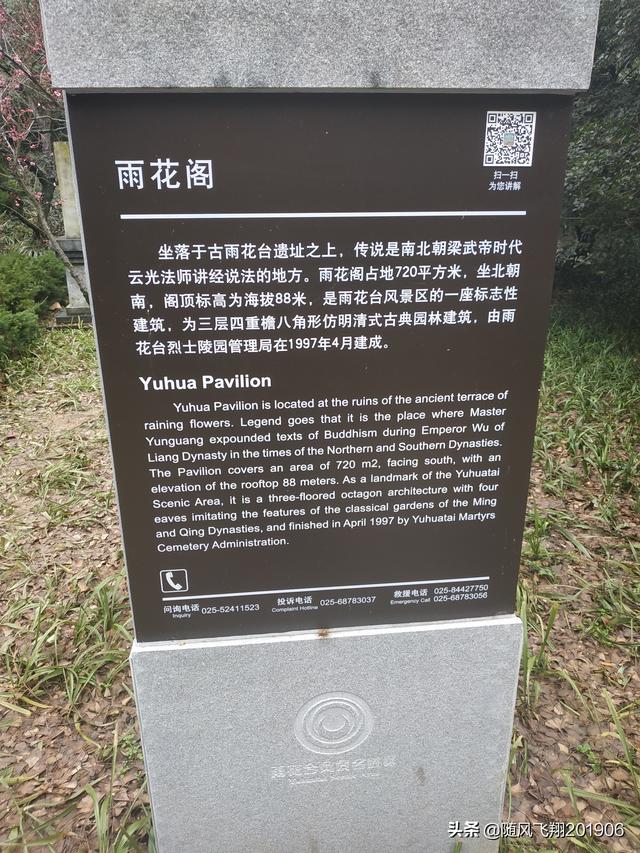 雨花阁
扫一扫
为您讲解
坐落于古雨花台遗址之上，传说是南北朝梁武帝时代
云光法师讲经说法的地方。雨花阁占地720平方米，坐北朝
南，阁顶标高为海拔88米，是雨花台风景区的一座标志性
建筑，为三层四重檐八角形仿明清式古典园林建筑，由雨
花台烈士陵园管理局在1997年4月建成。
Yuhua Pavilion
Yuhua Pavilion is located at the ruins of the ancient terrace of
raining flowers. Legend goes that it is the place where Master
Yunguang expounded texts of Buddhism during Emperor Wu of
Liang Dynasty in the times of the Northern and Southern Dynasties.
The Pavilion covers an area of 720 m2, facing south, with an
elevation of the rooftop 88 meters. As a landmark of the Yuhuatai
Scenic Area, it is a three-floored octagon architecture with four
eaves imitating the features of the classical gardens of the Ming
and Qing Dynasties, and finished in April 1997 by Yuhuatai Martyrs
Cemetery Administration.
问询电话 025-52411523 投诉电话 025-68783037 救援电话 025-84427750
Inquiry Complaint Hotline Emergency Call 025-68783056
雨花台风景名胜区
头条 @随风飞翔201906